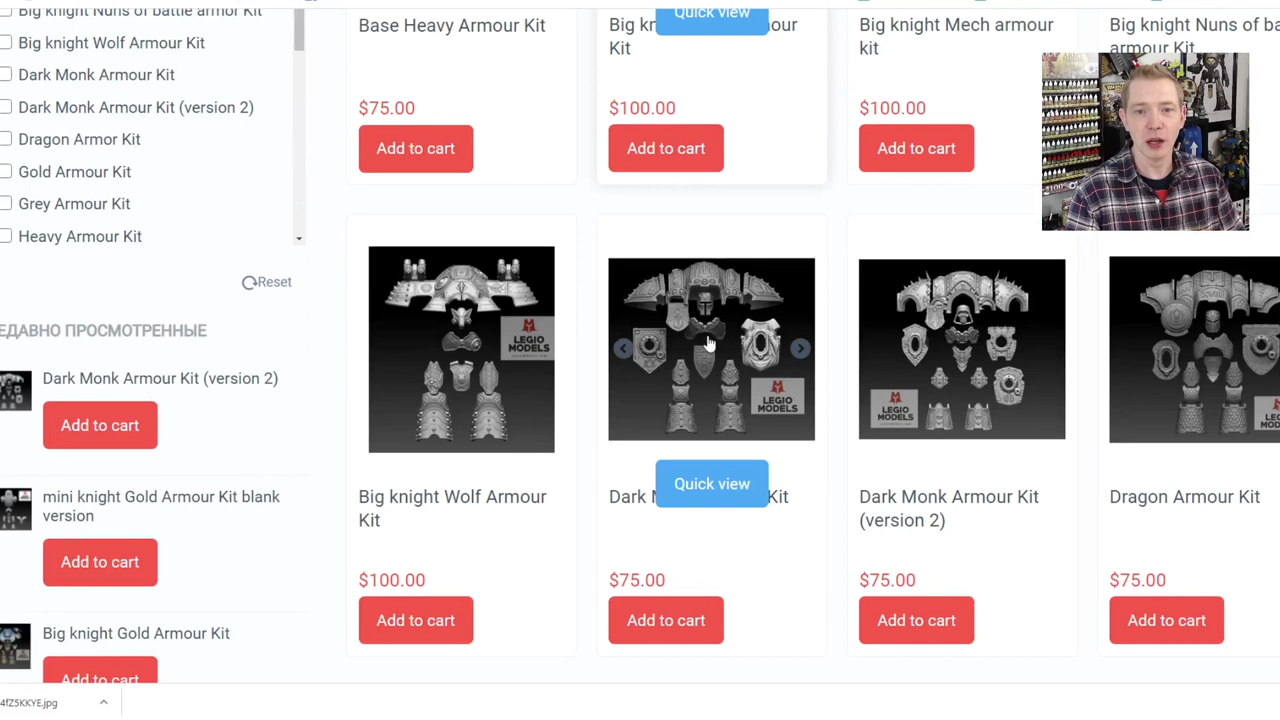 Nuns of battle armor Kit
Big knight Wolf Armour Kit
Dark Monk Armour Kit
Dark Monk Armour Kit (version 2)
Dragon Armor Kit
Gold Armour Kit
Grey Armour Kit
Heavy Armour Kit
Reset
ЕДАВНО ПРОСМОТРЕННЫЕ
Dark Monk Armour Kit (version 2)
Add to cart
mini knight Gold Armour Kit blank
version
Add to cart
Big knight Gold Armour Kit
Add to cart
Base Heavy Armour Kit
$75.00
Add to cart
Quick view
Big kn our
Kit
$100.00
Add to cart
Big knight Mech armour
kit
$100.00
Add to cart
Big knight Nuns of ba
armour Kit
LEGIO
MODELS
Big knight Wolf Armour
Kit
$100.00
Add to cart
LEGIO
MODELS
Quick view
Dark M Kit
$75.00
Add to cart
LEGIO
MODELS
Dark Monk Armour Kit
(version 2)
$75.00
Add to cart
Dragon Armour Kit
$75.00
Add to cart
4fZ5KKYE.jpg